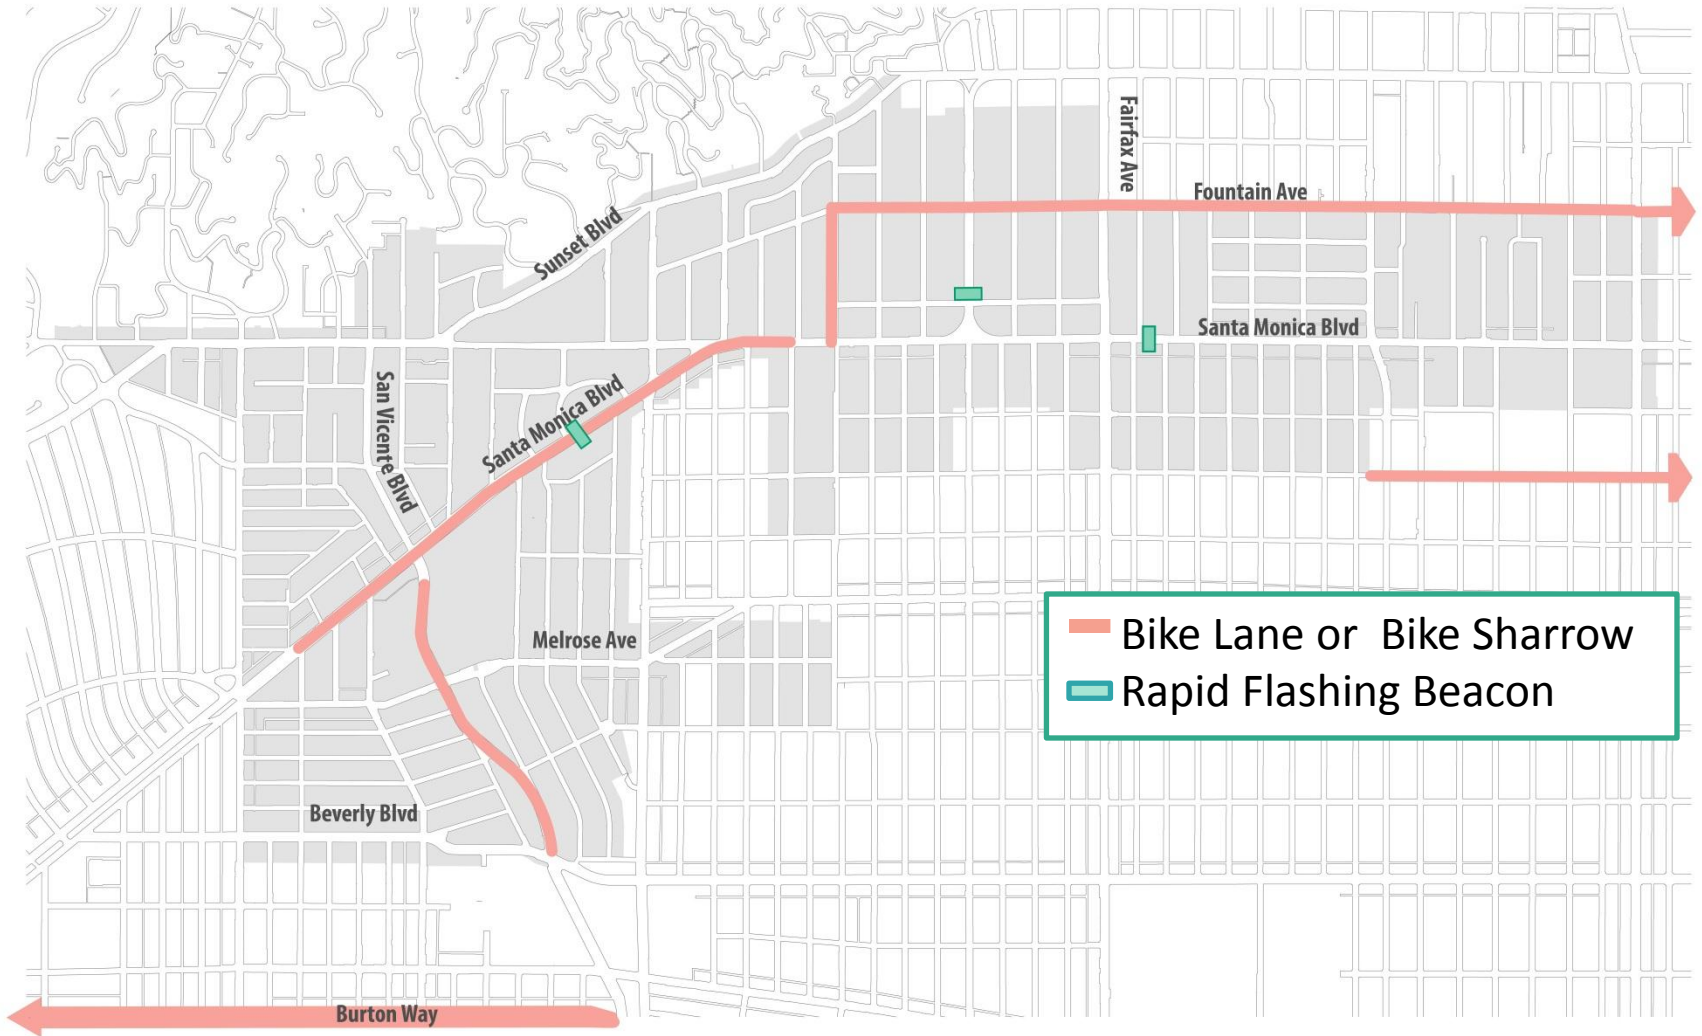 Fairfax Ave
Fountain Ave
Sunset Blvd
Santa Monica Blvd
San Vicente Blvd
Santa Monica Blvd
Melrose Ave
Bike Lane or Bike Sharrow
Rapid Flashing Beacon
Beverly Blvd
Burton Way